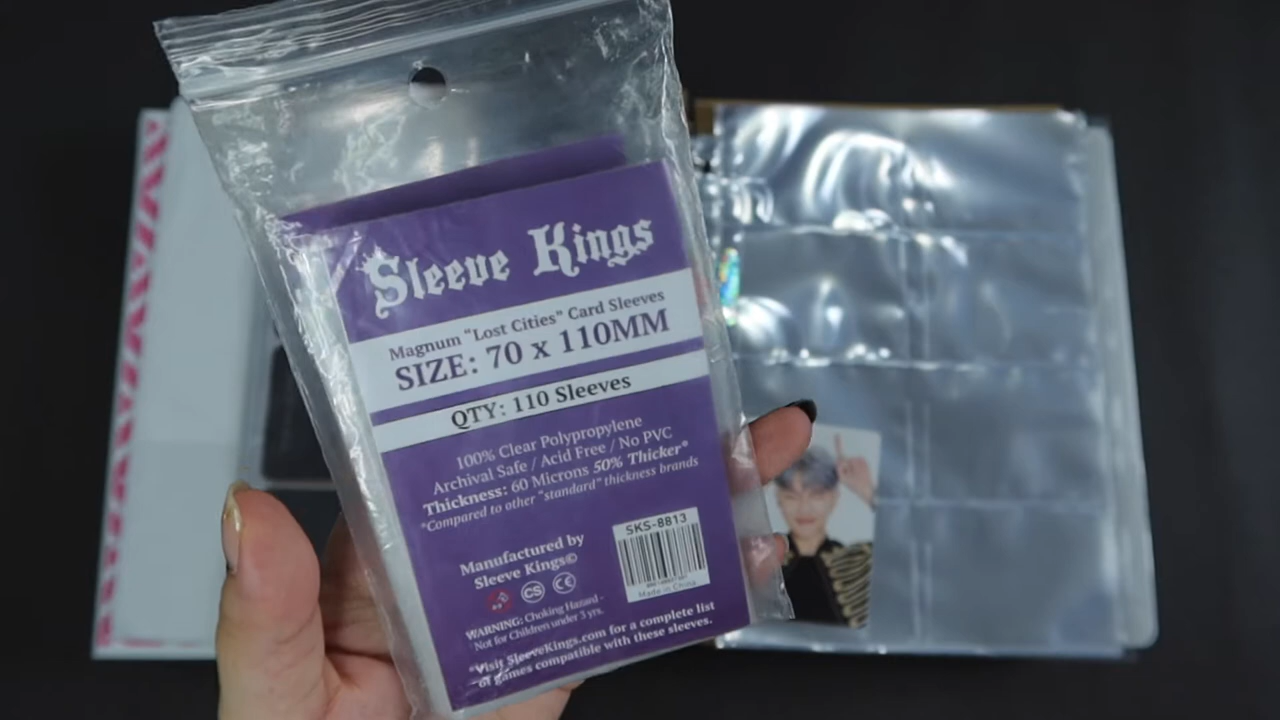 Sleeve Kings
Magnum "Lost Cities" Card Sleeves
SIZE: 70 x 110MM
QTY: 110 Sleeves
100% Clear Polypropylene
Archival Safe / Acid Free / No PVC
Thickness: 60 Microns 50% Thicker*
*Compared to other "standard" thickness brands
SKS-8813
Made in China
Manufactured by
Sleeve Kings©
CS CE
WARNING: Choking Hazard –
Not for Children under 3 yrs.
*Visit SleeveKings.com for a complete list
of games compatible with these sleeves.